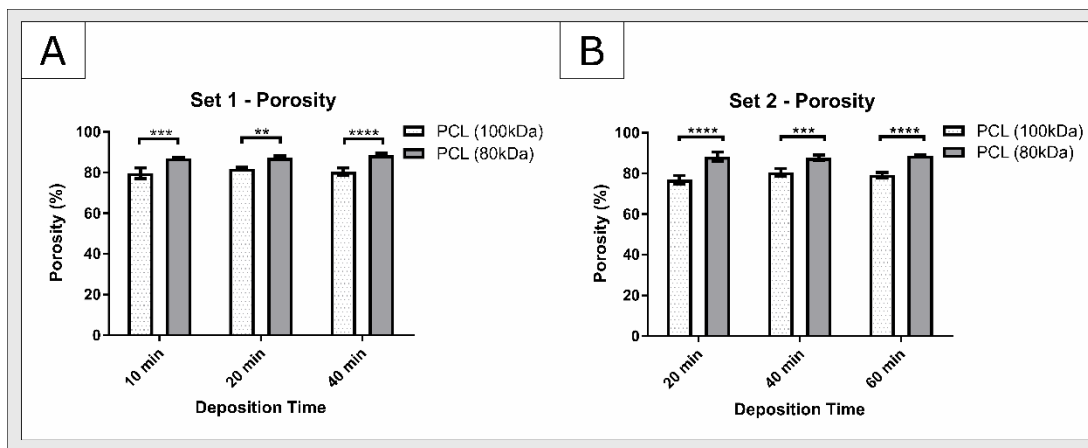 A
Set 1 - Porosity
*** ** ****
PCL (100kDa)
PCL (80kDa)
Porosity (%)
100
80
60
40
20
0
10 min
20 min
40 min
Deposition Time
B
Set 2 - Porosity
**** *** ****
PCL (100kDa)
PCL (80kDa)
Porosity (%)
100
80
60
40
20
0
20 min
40 min
60 min
Deposition Time